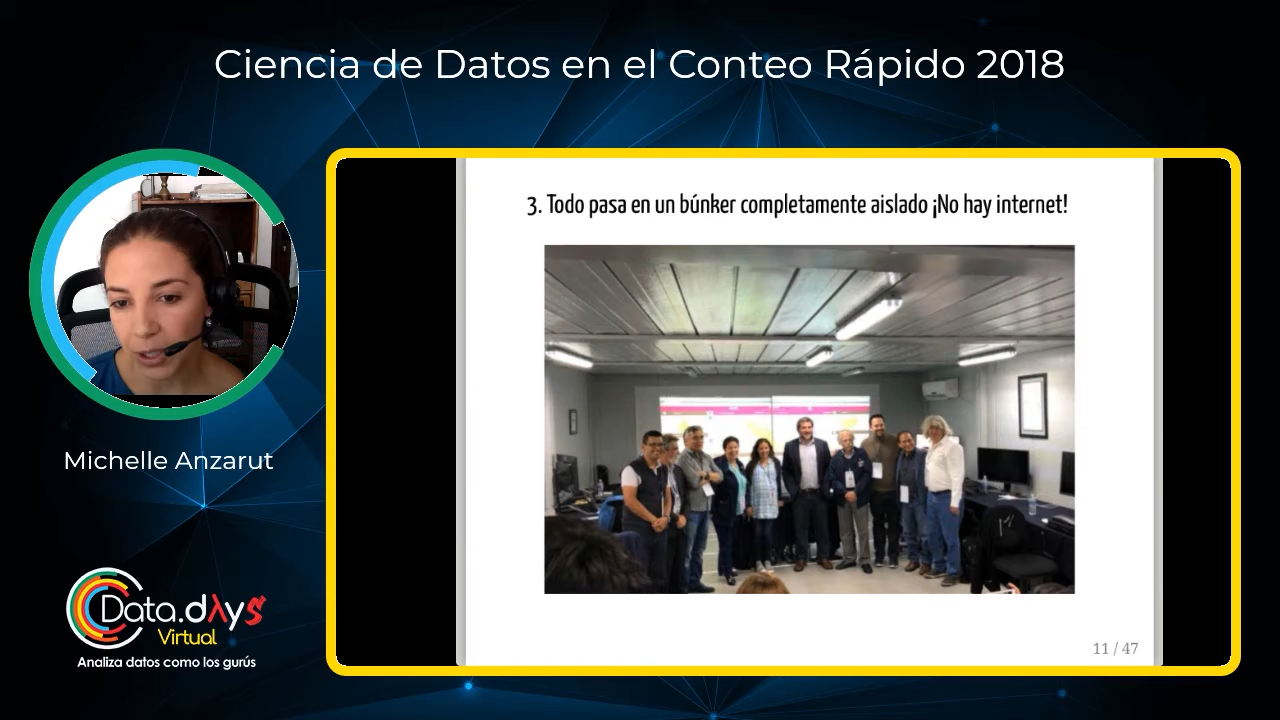 Ciencia de Datos en el Conteo Rápido 2018
3. Todo pasa en un búnker completamente aislado ¡No hay internet!
Michelle Anzarut
Data.dAys
Virtual
Analiza datos como los gurús
11 / 47